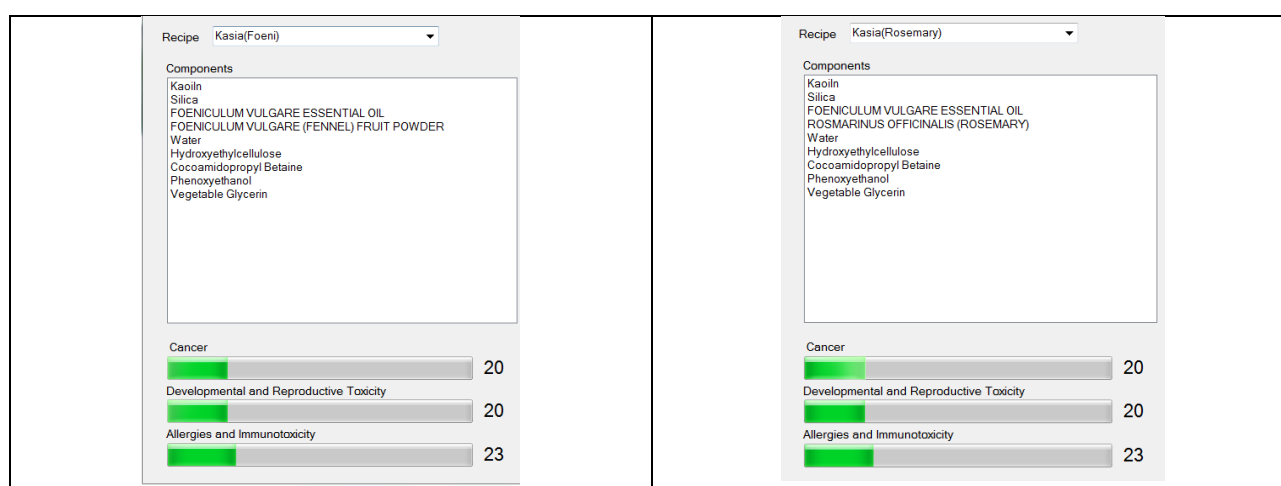 Recipe Kasia(Foeni)
Components
Kaoiln
Silica
FOENICULUM VULGARE ESSENTIAL OIL
FOENICULUM VULGARE (FENNEL) FRUIT POWDER
Water
Hydroxyethylcellulose
Cocoamidopropyl Betaine
Phenoxyethanol
Vegetable Glycerin
Cancer
20
Developmental and Reproductive Toxicity
20
Allergies and Immunotoxicity
23
Recipe Kasia(Rosemary)
Components
Kaoiln
Silica
FOENICULUM VULGARE ESSENTIAL OIL
ROSMARINUS OFFICINALIS (ROSEMARY)
Water
Hydroxyethylcellulose
Cocoamidopropyl Betaine
Phenoxyethanol
Vegetable Glycerin
Cancer
20
Developmental and Reproductive Toxicity
20
Allergies and Immunotoxicity
23